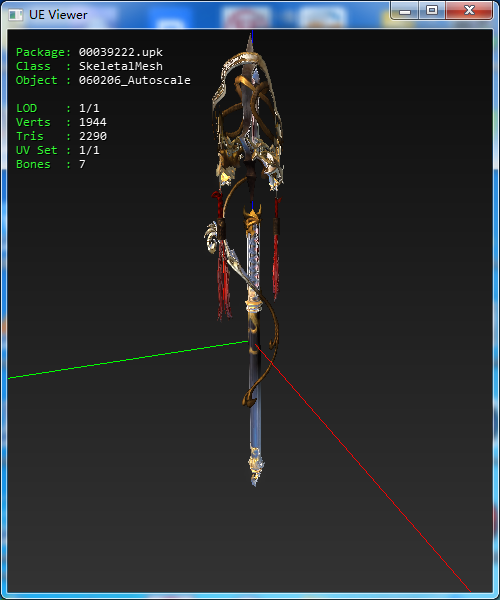 UE Viewer
Package: 00039222.upk
Class : SkeletalMesh
Object : 060206_Autoscale
LOD : 1/1
Verts : 1944
Tris : 2290
UV Set : 1/1
Bones : 7